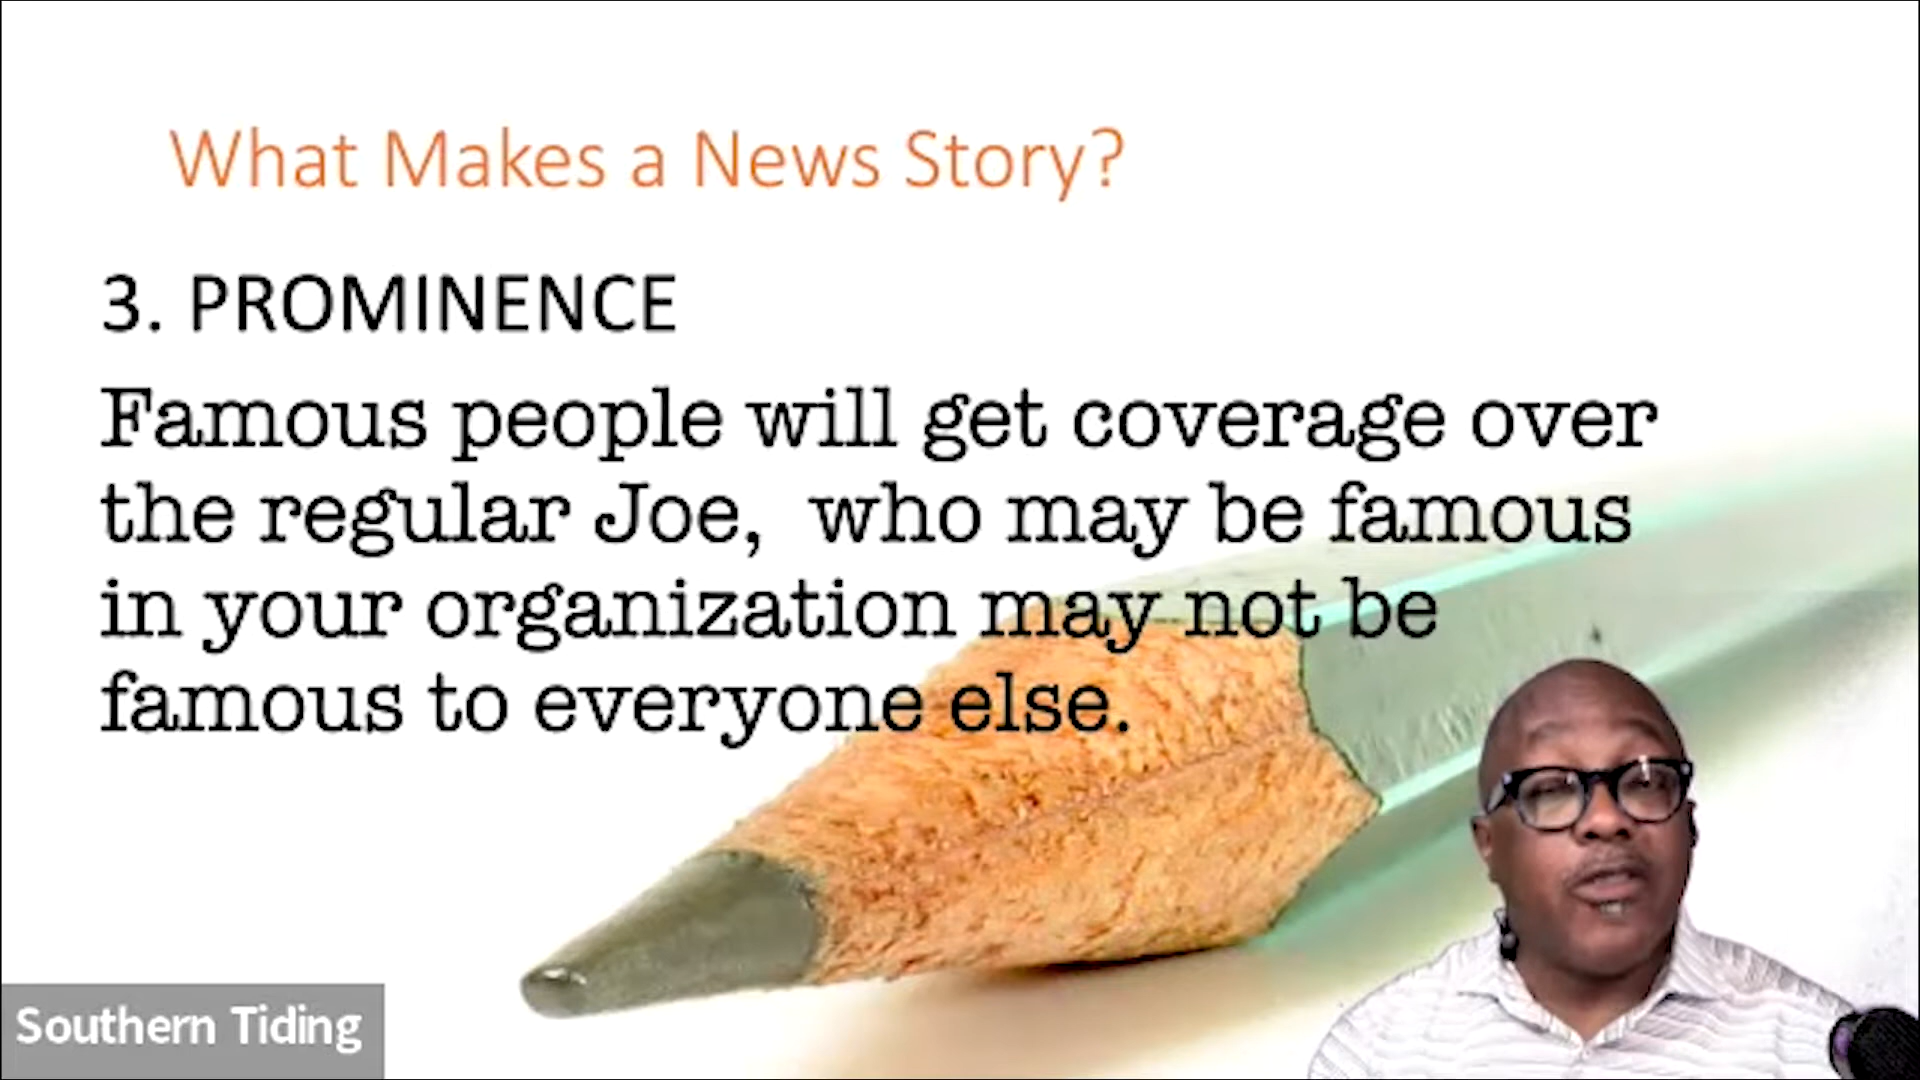 What Makes a News Story?
3. PROMINENCE
Famous people will get coverage over
the regular Joe,  who may be famous
in your organization may not be
famous to everyone else.
Southern Tiding